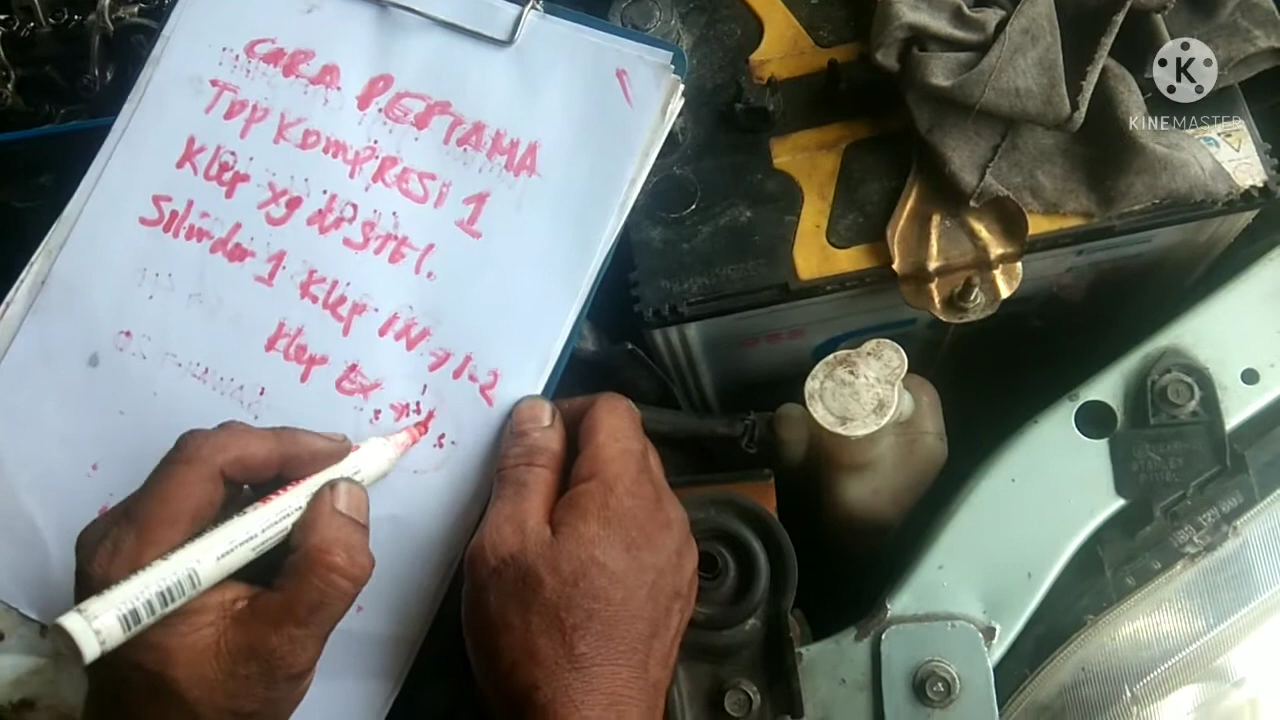 CARA PERTAMA
Top KomPRESI 1
Klep yg di STEL.
Silinder 1 Klep IN 1-2
Klep EX
KINEMASTER